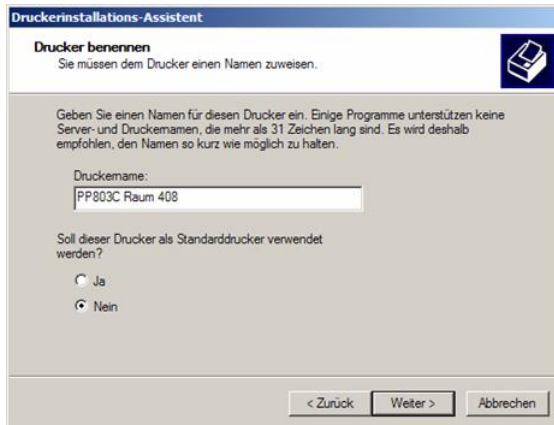 Druckerinstallations-Assistent
Drucker benennen
Sie müssen dem Drucker einen Namen zuweisen.
Geben Sie einen Namen für diesen Drucker ein. Einige Programme unterstützen keine
Server- und Druckernamen, die mehr als 31 Zeichen lang sind. Es wird deshalb
empfohlen, den Namen so kurz wie möglich zu halten.
Druckername:
PP803C Raum 408
Soll dieser Drucker als Standarddrucker verwendet
werden?
Ja
Nein
< Zurück Weiter > Abbrechen